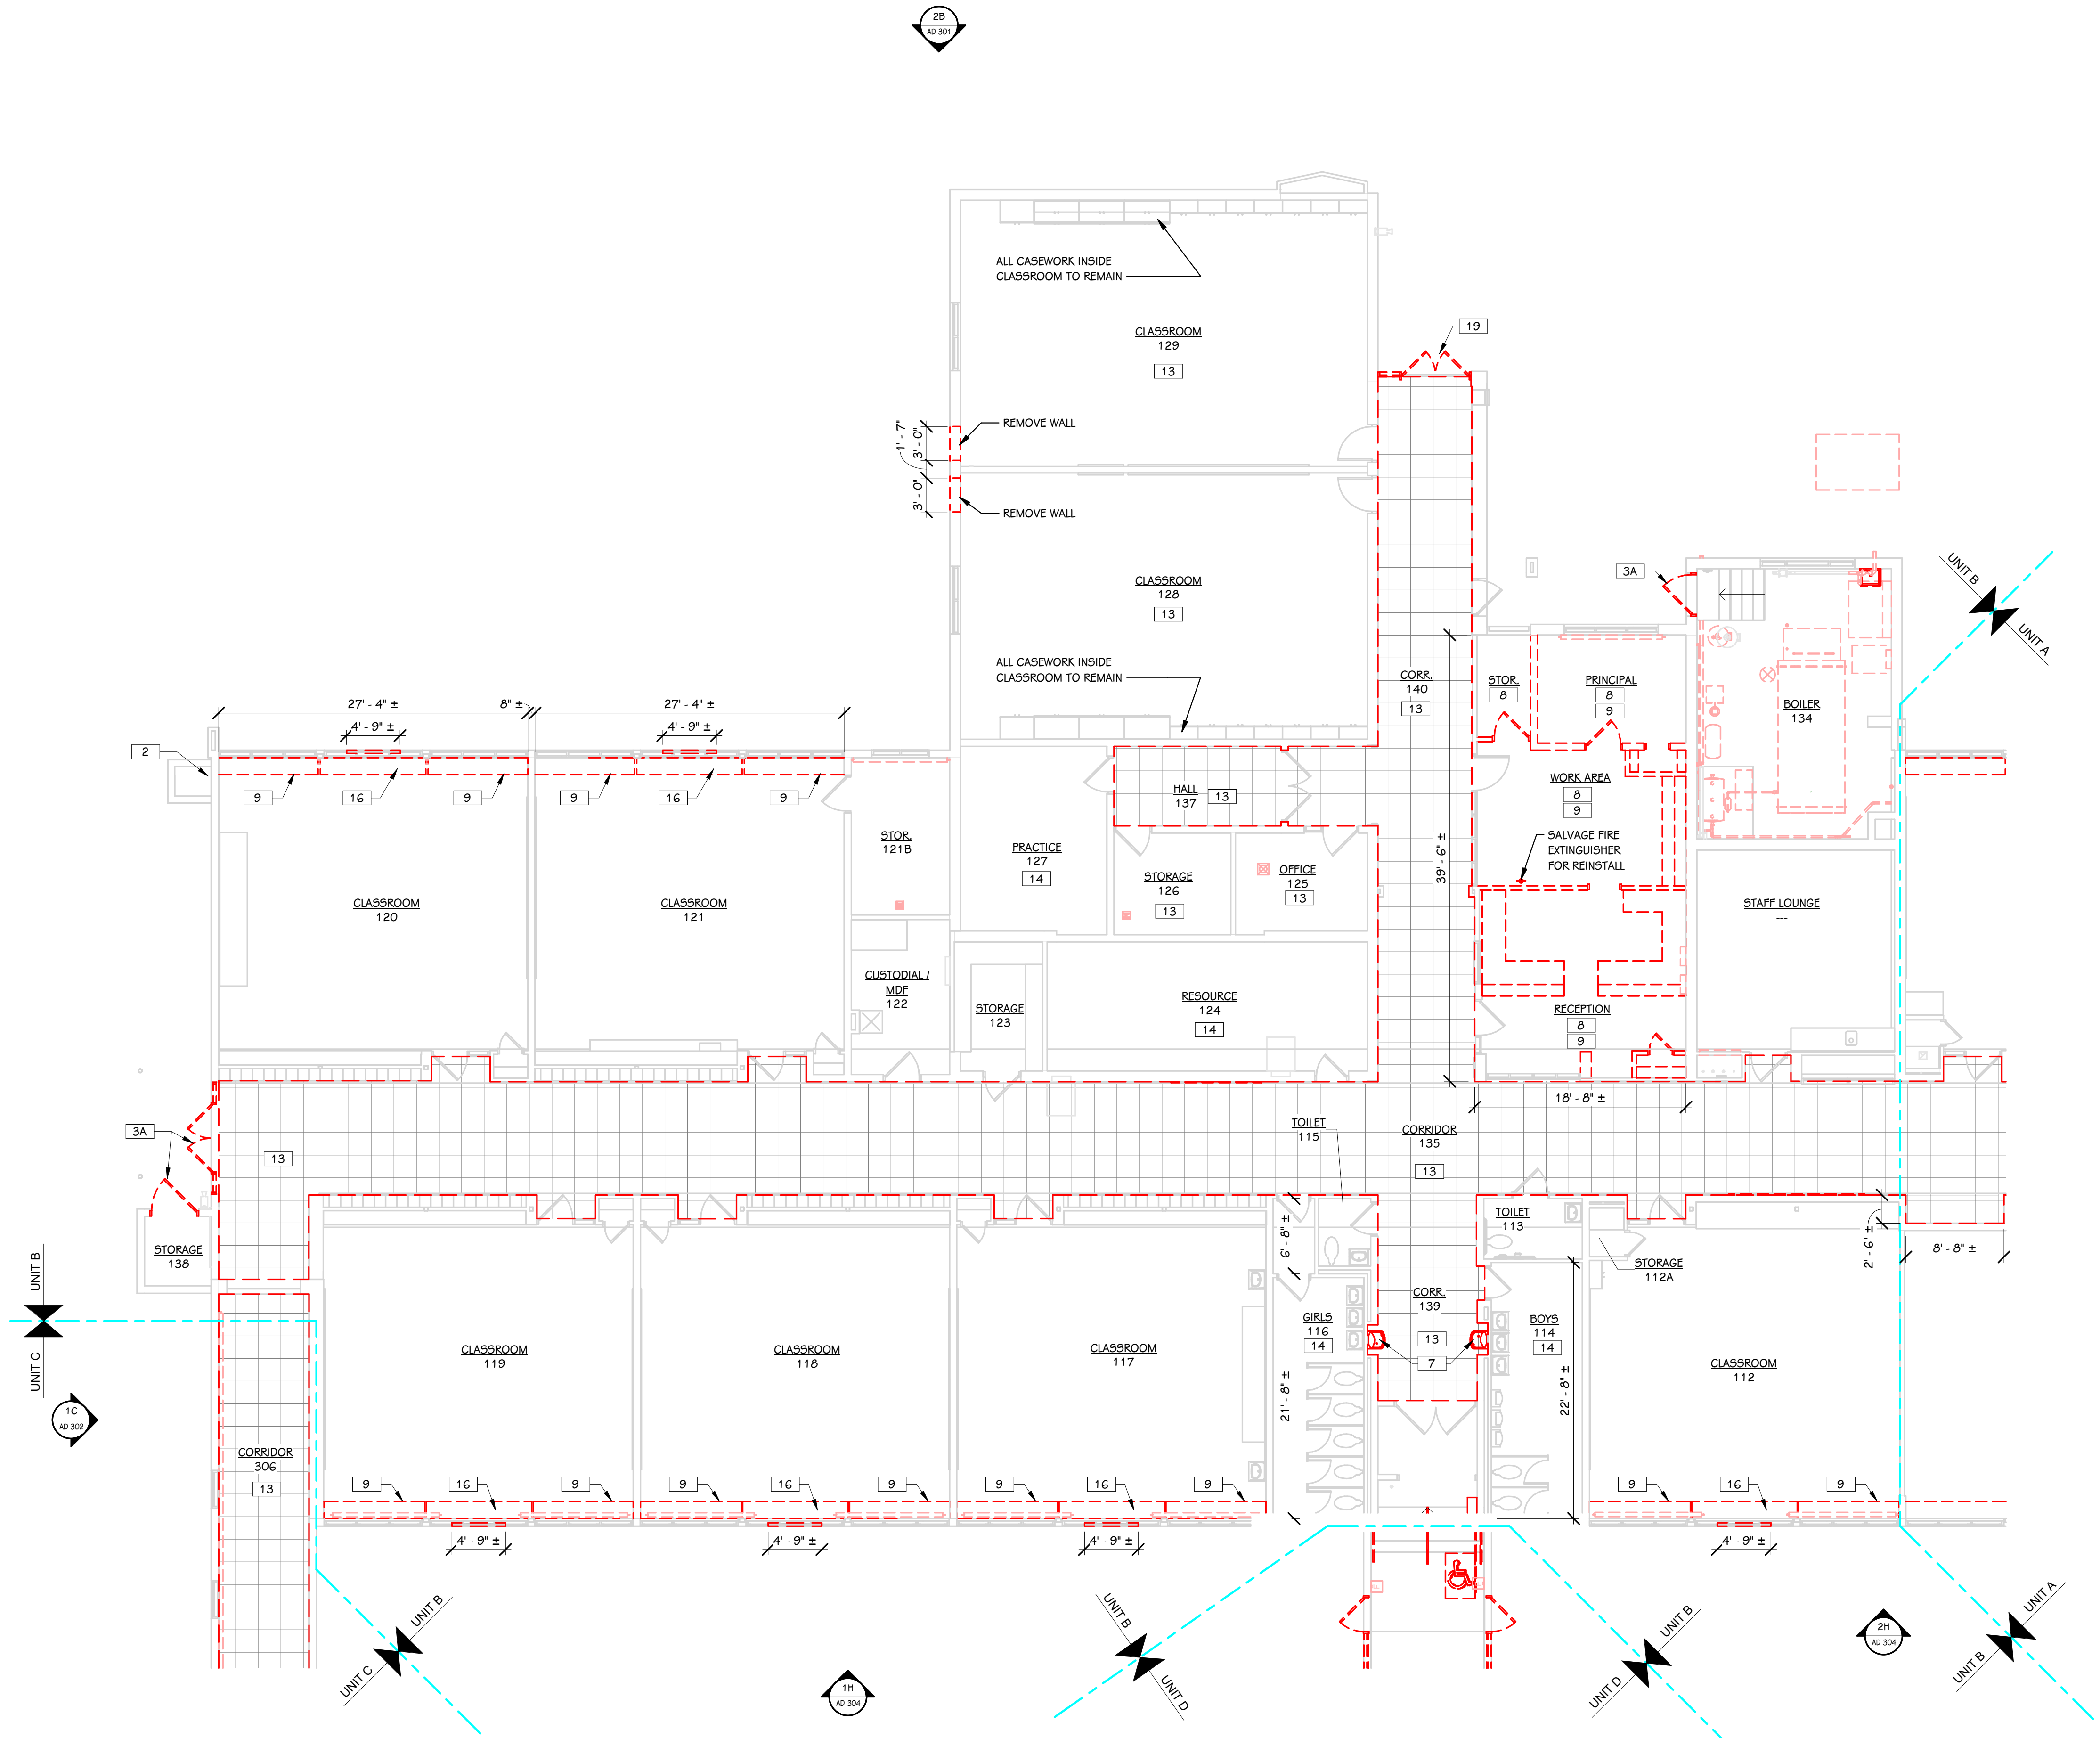 2B
AD 301
ALL CASEWORK INSIDE
CLASSROOM TO REMAIN
CLASSROOM
129
13
19
REMOVE WALL
1' - 7"
3' - 0"
3' - 0"
REMOVE WALL
3A
UNIT B
UNIT A
CLASSROOM
128
13
ALL CASEWORK INSIDE
CLASSROOM TO REMAIN
CORR.
140
13
STOR.
8
PRINCIPAL
8
9
BOILER
134
27' - 4" ±
8" ±
27' - 4" ±
4' - 9" ±
4' - 9" ±
2
9
16
9
9
16
9
HALL
137
13
WORK AREA
8
9
SALVAGE FIRE
EXTINGUISHER
FOR REINSTALL
39' - 6" ±
STOR.
121B
PRACTICE
127
14
STORAGE
126
13
OFFICE
125
13
CLASSROOM
120
CLASSROOM
121
STAFF LOUNGE
---
CUSTODIAL /
MDF
122
STORAGE
123
RESOURCE
124
14
RECEPTION
8
9
18' - 8" ±
3A
13
TOILET
115
CORRIDOR
135
13
6' - 8" ±
TOILET
113
STORAGE
112A
2' - 6" ±
8' - 8" ±
STORAGE
138
UNIT B
UNIT C
1C
AD 302
CLASSROOM
119
CLASSROOM
118
CLASSROOM
117
GIRLS
116
14
CORR.
139
13
7
BOYS
114
14
CLASSROOM
112
21' - 8" ±
22' - 8" ±
CORRIDOR
306
13
9
16
9
9
16
9
9
16
9
9
16
9
4' - 9" ±
4' - 9" ±
4' - 9" ±
4' - 9" ±
UNIT B
UNIT C
UNIT B
UNIT D
UNIT B
UNIT D
UNIT A
UNIT B
1H
AD 304
2H
AD 304